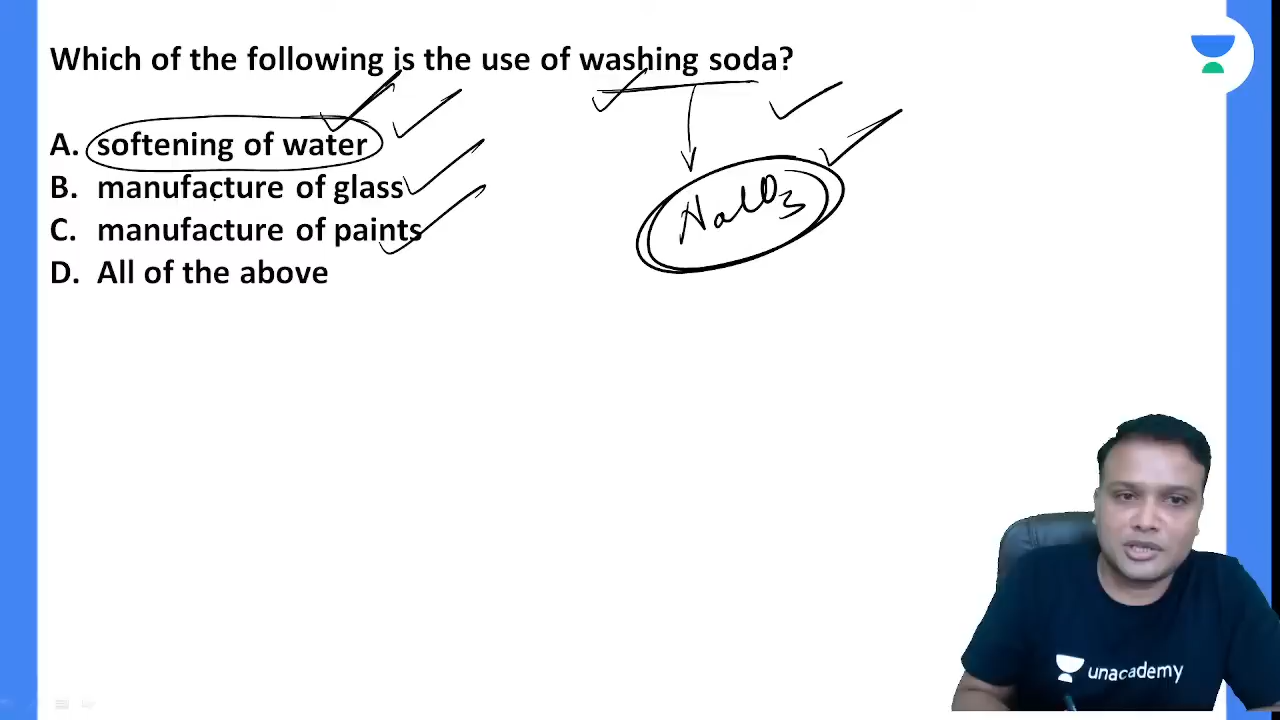 Which of the following is the use of washing soda?
A. softening of water
B. manufacture of glass
C. manufacture of paints
D. All of the above
unacademy